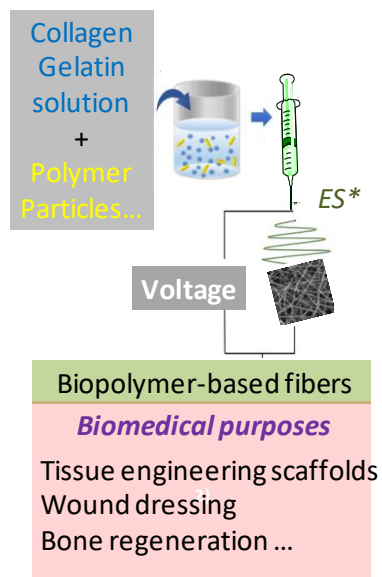 Collagen
Gelatin
solution
+
Polymer
Particles...
ES*
Voltage
Biopolymer-based fibers
Biomedical purposes
Tissue engineering scaffolds
Wound dressing
Bone regeneration ...